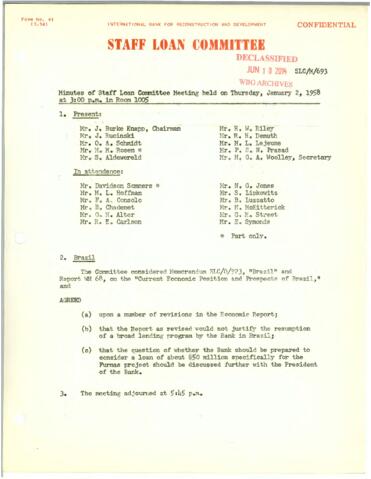 Form No. 41
(7-54)
INTERNATIONAL BANK FOR RECONSTRUCTION AND DEVELOPMENT
CONFIDENTIAL
STAFF LOAN COMMITTEE
DECLASSIFIED
JUN 13 2014
WBG ARCHIVES
SLC/M/693
Minutes of Staff Loan Committee Meeting held on Thursday, January 2, 1958
at 3:00 p.m. in Room 1005
1. Present:
Mr. J. Burke Knapp, Chairman
Mr. J. Rucinski
Mr. O. A. Schmidt
Mr. M. M. Rosen *
Mr. S. Aldewereld
Mr. H. W. Riley
Mr. R. H. Demuth
Mr. M. L. Lejeune
Mr. P. S. N. Prasad
Mr. H. G. A. Woolley, Secretary
In attendance:
Mr. Davidson Sommers *
Mr. M. L. Hoffman
Mr. F. A. Consolo
Mr. B. Chadenet
Mr. G. M. Alter
Mr. R. E. Carlson
Mr. N. G. Jones
Mr. S. Lipkowitz
Mr. B. Luzzatto
Mr. H. McKitterick
Mr. G. E. Street
Mr. E. Symonds
* Part only.
2. Brazil
The Committee considered Memorandum SLC/O/923, "Brazil" and
Report WH 68, on the "Current Economic Position and Prospects of Brazil,"
and
AGREED
(a) upon a number of revisions in the Economic Report;
(b) that the Report as revised would not justify the resumption
of a broad lending program by the Bank in Brazil;
(c) that the question of whether the Bank should be prepared to
consider a loan of about $50 million specifically for the
Furnas project should be discussed further with the President
of the Bank.
3. The meeting adjourned at 5:45 p.m.